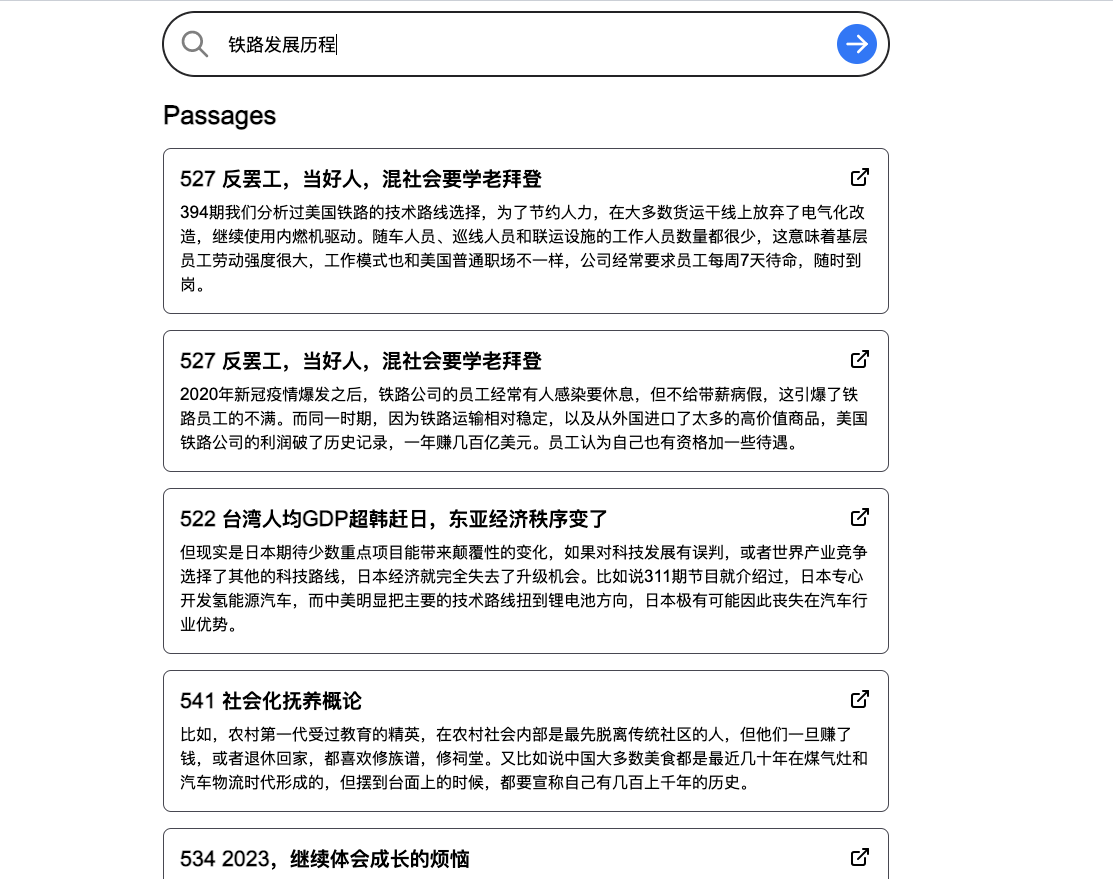 铁路发展历程
Passages
527 反罢工，当好人，混社会要学老拜登
394期我们分析过美国铁路的技术路线选择，为了节约人力，在大多数货运干线上放弃了电气化改
造，继续使用内燃机驱动。随车人员、巡线人员和联运设施的工作人员数量都很少，这意味着基层
员工劳动强度很大，工作模式也和美国普通职场不一样，公司经常要求员工每周7天待命，随时到
岗。
527 反罢工，当好人，混社会要学老拜登
2020年新冠疫情爆发之后，铁路公司的员工经常有人感染要休息，但不给带薪病假，这引爆了铁
路员工的不满。而同一时期，因为铁路运输相对稳定，以及从外国进口了太多的高价值商品，美国
铁路公司的利润破了历史记录，一年赚几百亿美元。员工认为自己也有资格加一些待遇。
522 台湾人均GDP超韩赶日，东亚经济秩序变了
但现实是日本期待少数重点项目能带来颠覆性的变化，如果对科技发展有误判，或者世界产业竞争
选择了其他的科技路线，日本经济就完全失去了升级机会。比如说311期节目就介绍过，日本专心
开发氢能源汽车，而中美明显把主要的技术路线扭到锂电池方向，日本极有可能因此丧失在汽车行
业优势。
541 社会化抚养概论
比如，农村第一代受过教育的精英，在农村社会内部是最先脱离传统社区的人，但他们一旦赚了
钱，或者退休回家，都喜欢修族谱，修祠堂。又比如说中国大多数美食都是最近几十年在煤气灶和
汽车物流时代形成的，但摆到台面上的时候，都要宣称自己有几百上千年的历史。
534 2023，继续体会成长的烦恼